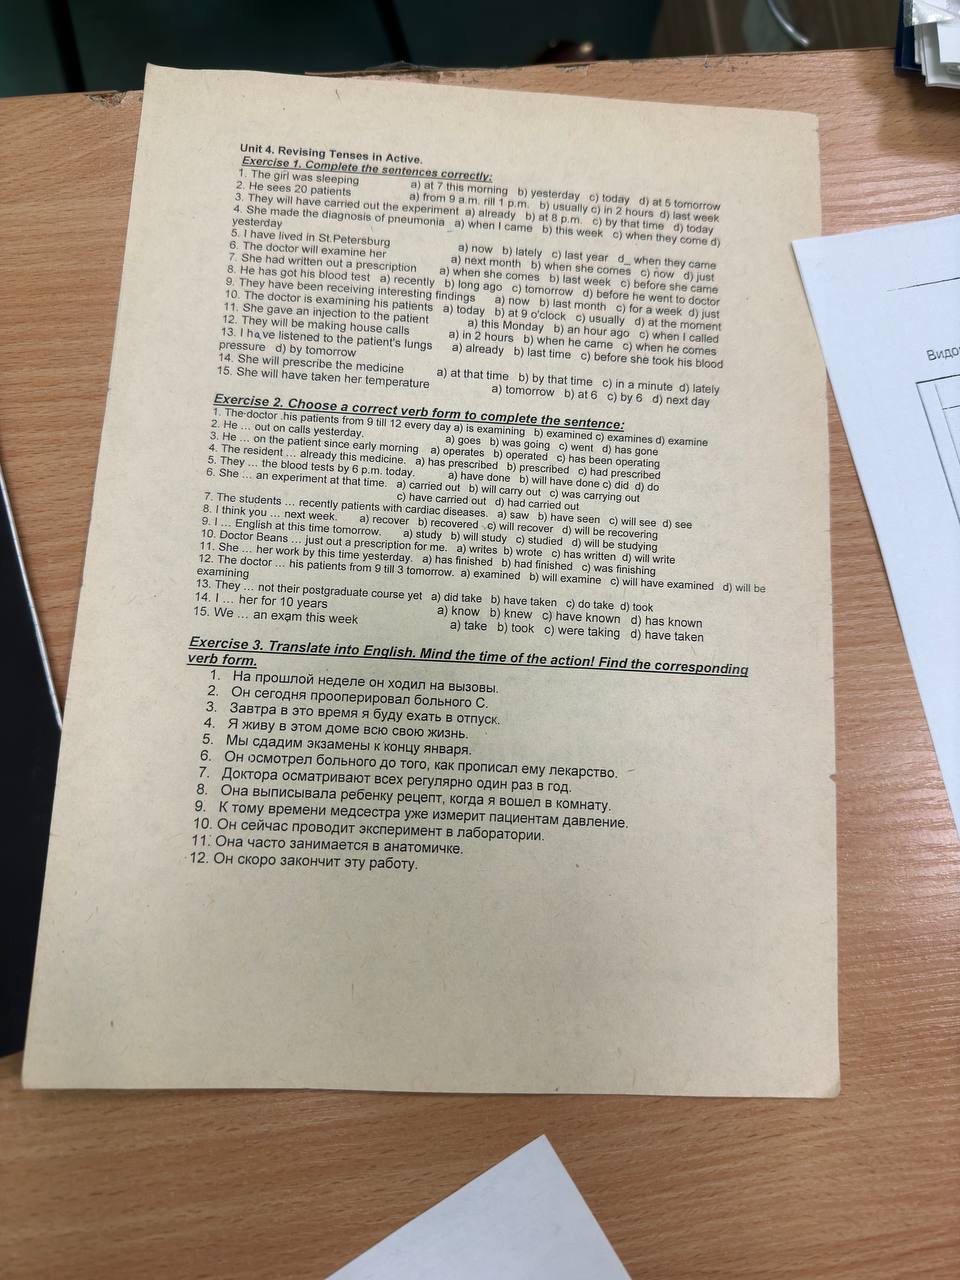 Unit 4. Revising Tenses in Active.
Exercise 1. Complete the sentences correctly:
1. The girl was sleeping a) at 7 this morning b) yesterday c) today d) at 5 tomorrow
2. He sees 20 patients a) from 9 a.m. rill 1 p.m. b) usually c) in 2 hours d) last week
3. They will have carried out the experiment a) already b) at 8 p.m. c) by that time d) today
4. She made the diagnosis of pneumonia a) when I came b) this week c) when they come d)
yesterday
5. I have lived in St.Petersburg a) now b) lately c) last year d_ when they came
6. The doctor will examine her a) next month b) when she comes c) now d) just
7. She had written out a prescription a) when she comes b) last week c) before she came
8. He has got his blood test a) recently b) long ago c) tomorrow d) before he went to doctor
9. They have been receiving interesting findings a) now b) last month c) for a week d) just
10. The doctor is examining his patients a) today b) at 9 o'clock c) usually d) at the moment
11. She gave an injection to the patient a) this Monday b) an hour ago c) when I called
12. They will be making house calls a) in 2 hours b) when he came c) when he comes
13. I have listened to the patient's lungs a) already b) last time c) before she took his blood
pressure d) by tomorrow
14. She will prescribe the medicine a) at that time b) by that time c) in a minute d) lately
15. She will have taken her temperature a) tomorrow b) at 6 c) by 6 d) next day
Exercise 2. Choose a correct verb form to complete the sentence:
1. The doctor .his patients from 9 till 12 every day a) is examining b) examined c) examines d) examine
2. He ... out on calls yesterday. a) goes b) was going c) went d) has gone
3. He ... on the patient since early morning a) operates b) operated c) has been operating
4. The resident ... already this medicine. a) has prescribed b) prescribed c) had prescribed
5. They ... the blood tests by 6 p.m. today. a) have done b) will have done c) did d) do
6. She ... an experiment at that time. a) carried out b) will carry out c) was carrying out
c) have carried out d) had carried out
7. The students ... recently patients with cardiac diseases. a) saw b) have seen c) will see d) see
8. I think you ... next week. a) recover b) recovered c) will recover d) will be recovering
9. I ... English at this time tomorrow. a) study b) will study c) studied d) will be studying
10. Doctor Beans ... just out a prescription for me. a) writes b) wrote c) has written d) will write
11. She ... her work by this time yesterday. a) has finished b) had finished c) was finishing
12. The doctor ... his patients from 9 till 3 tomorrow. a) examined b) will examine c) will have examined d) will be
examining
13. They ... not their postgraduate course yet a) did take b) have taken c) do take d) took
14. I ... her for 10 years a) know b) knew c) have known d) has known
15. We ... an exam this week a) take b) took c) were taking d) have taken
Exercise 3. Translate into English. Mind the time of the action! Find the corresponding
verb form.
1. На прошлой неделе он ходил на вызовы.
2. Он сегодня прооперировал больного С.
3. Завтра в это время я буду ехать в отпуск.
4. Я живу в этом доме всю свою жизнь.
5. Мы сдадим экзамены к концу января.
6. Он осмотрел больного до того, как прописал ему лекарство.
7. Доктора осматривают всех регулярно один раз в год.
8. Она выписывала ребенку рецепт, когда я вошел в комнату.
9. К тому времени медсестра уже измерит пациентам давление.
10. Он сейчас проводит эксперимент в лаборатории.
11. Она часто занимается в анатомичке.
12. Он скоро закончит эту работу.